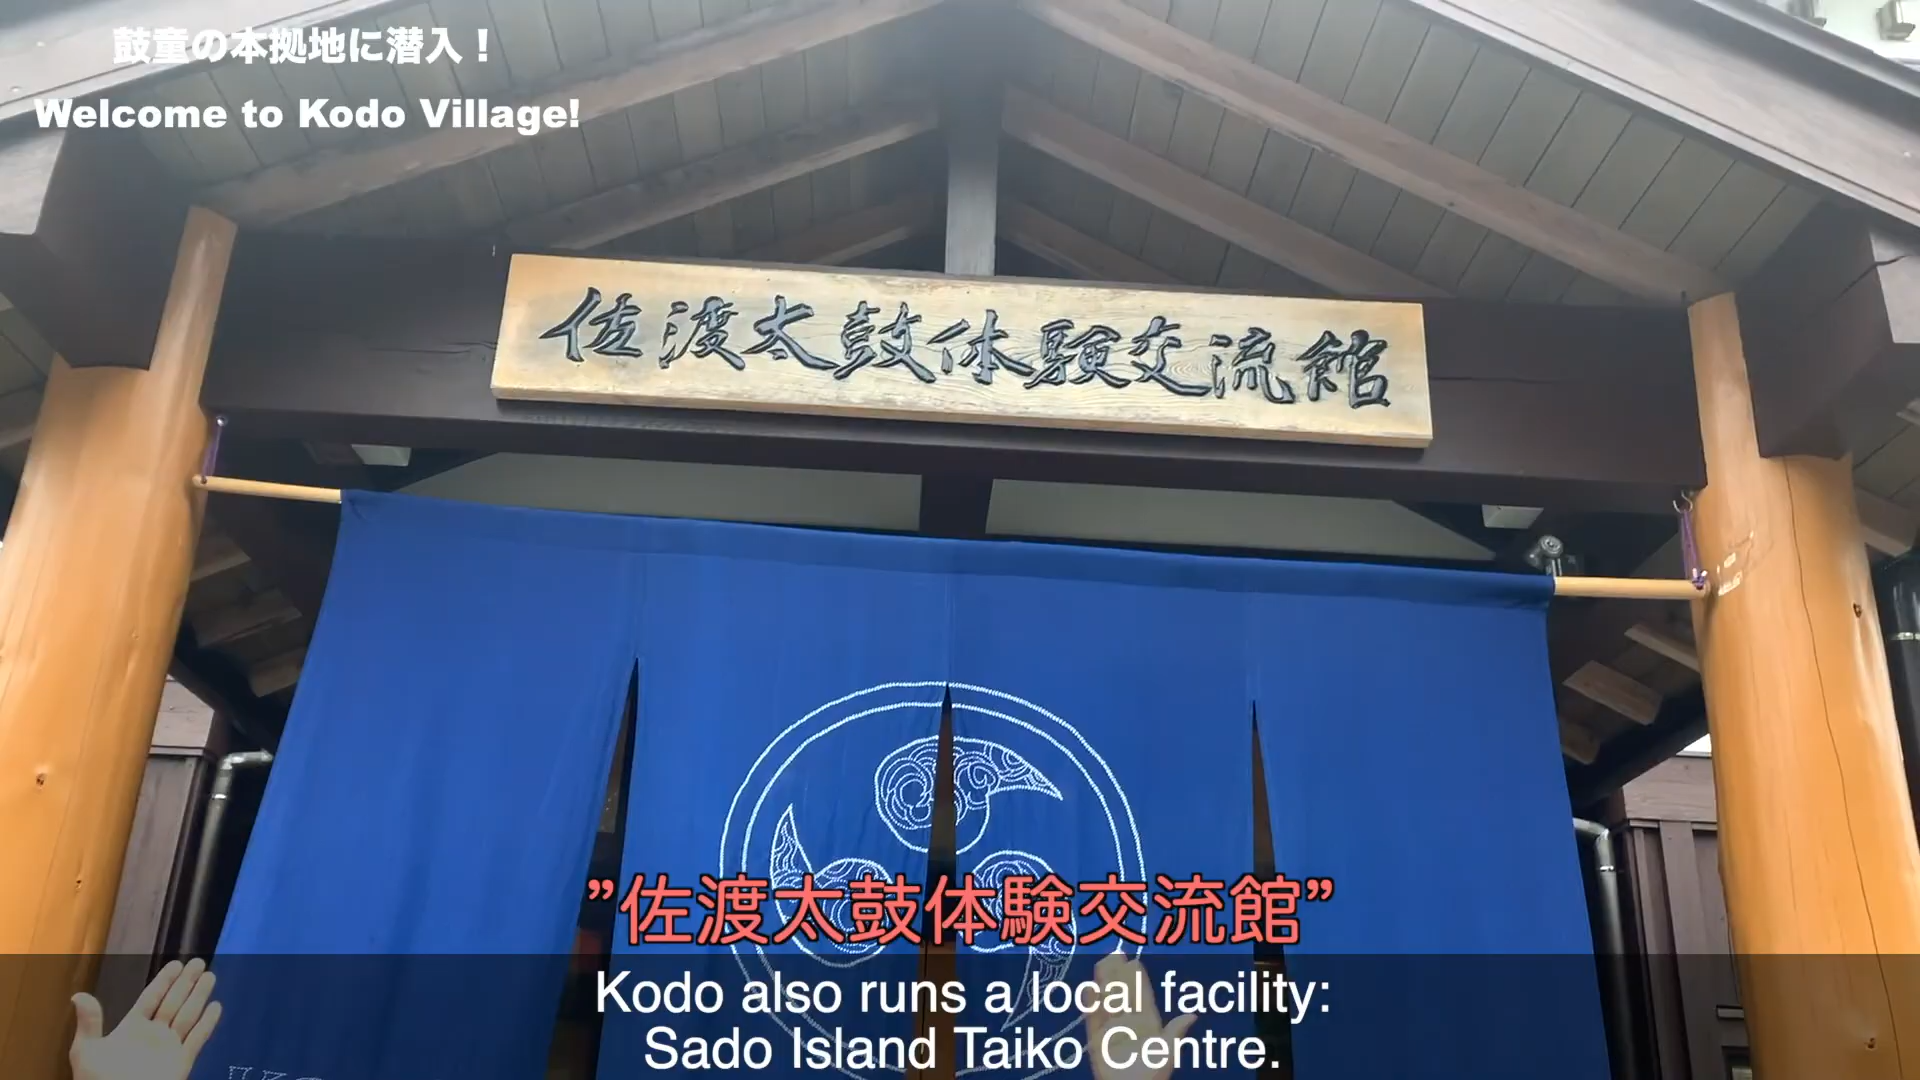 鼓童の本拠地に潜入！
Welcome to Kodo Village!
佐渡太鼓体験交流館
”佐渡太鼓体験交流館”
Kodo also runs a local facility:
Sado Island Taiko Centre.